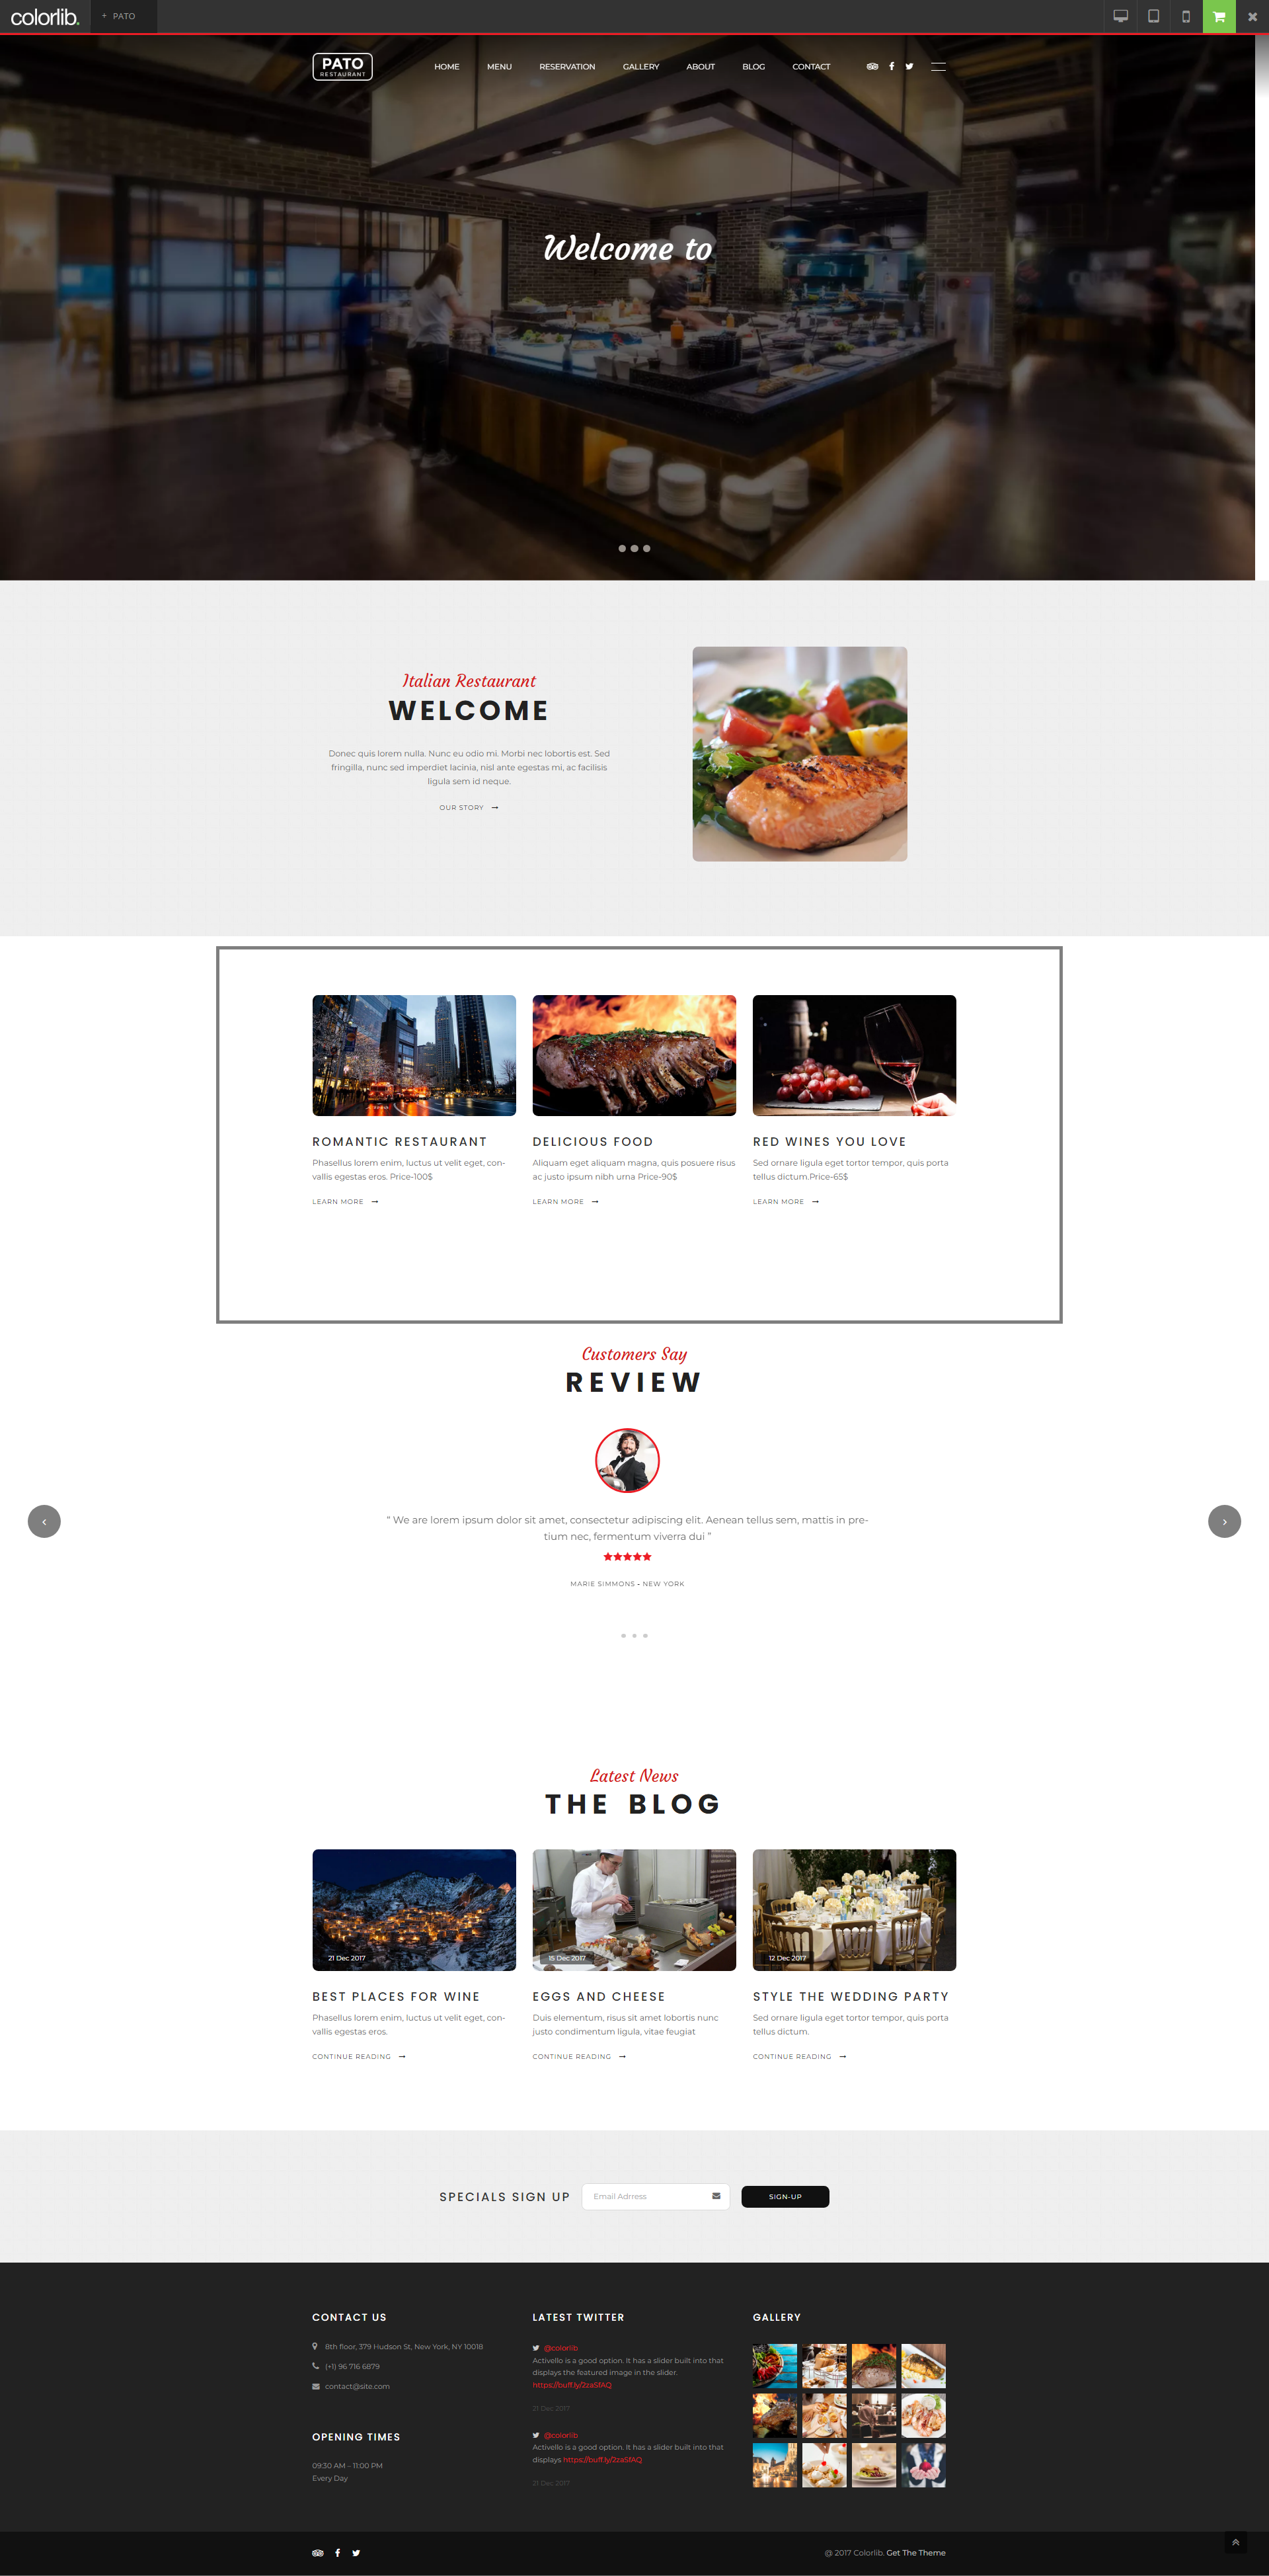 colorlib.
+ PATO
PATO
RESTAURANT
HOME
MENU
RESERVATION
GALLERY
ABOUT
BLOG
CONTACT
Welcome to
Italian Restaurant
WELCOME
Donec quis lorem nulla. Nunc eu odio mi. Morbi nec lobortis est. Sed
fringilla, nunc sed imperdiet lacinia, nisl ante egestas mi, ac facilisis
ligula sem id neque.
OUR STORY
ROMANTIC RESTAURANT
Phasellus lorem enim, luctus ut velit eget, con-
vallis egestas eros. Price-100$
LEARN MORE
DELICIOUS FOOD
Aliquam eget aliquam magna, quis posuere risus
ac justo ipsum nibh urna Price-90$
LEARN MORE
RED WINES YOU LOVE
Sed ornare ligula eget tortor tempor, quis porta
tellus dictum.Price-65$
LEARN MORE
Customers Say
REVIEW
“ We are lorem ipsum dolor sit amet, consectetur adipiscing elit. Aenean tellus sem, mattis in pre-
tium nec, fermentum viverra dui ”
MARIE SIMMONS - NEW YORK
Latest News
THE BLOG
21 Dec 2017
BEST PLACES FOR WINE
Phasellus lorem enim, luctus ut velit eget, con-
vallis egestas eros.
CONTINUE READING
15 Dec 2017
EGGS AND CHEESE
Duis elementum, risus sit amet lobortis nunc
justo condimentum ligula, vitae feugiat
CONTINUE READING
12 Dec 2017
STYLE THE WEDDING PARTY
Sed ornare ligula eget tortor tempor, quis porta
tellus dictum.
CONTINUE READING
SPECIALS SIGN UP
Email Adrress
SIGN-UP
CONTACT US
8th floor, 379 Hudson St, New York, NY 10018
(+1) 96 716 6879
contact@site.com
OPENING TIMES
09:30 AM – 11:00 PM
Every Day
LATEST TWITTER
@colorlib
Activello is a good option. It has a slider built into that
displays the featured image in the slider.
https://buff.ly/2zaSfAQ
21 Dec 2017
@colorlib
Activello is a good option. It has a slider built into that
displays https://buff.ly/2zaSfAQ
21 Dec 2017
GALLERY
@ 2017 Colorlib. Get The Theme